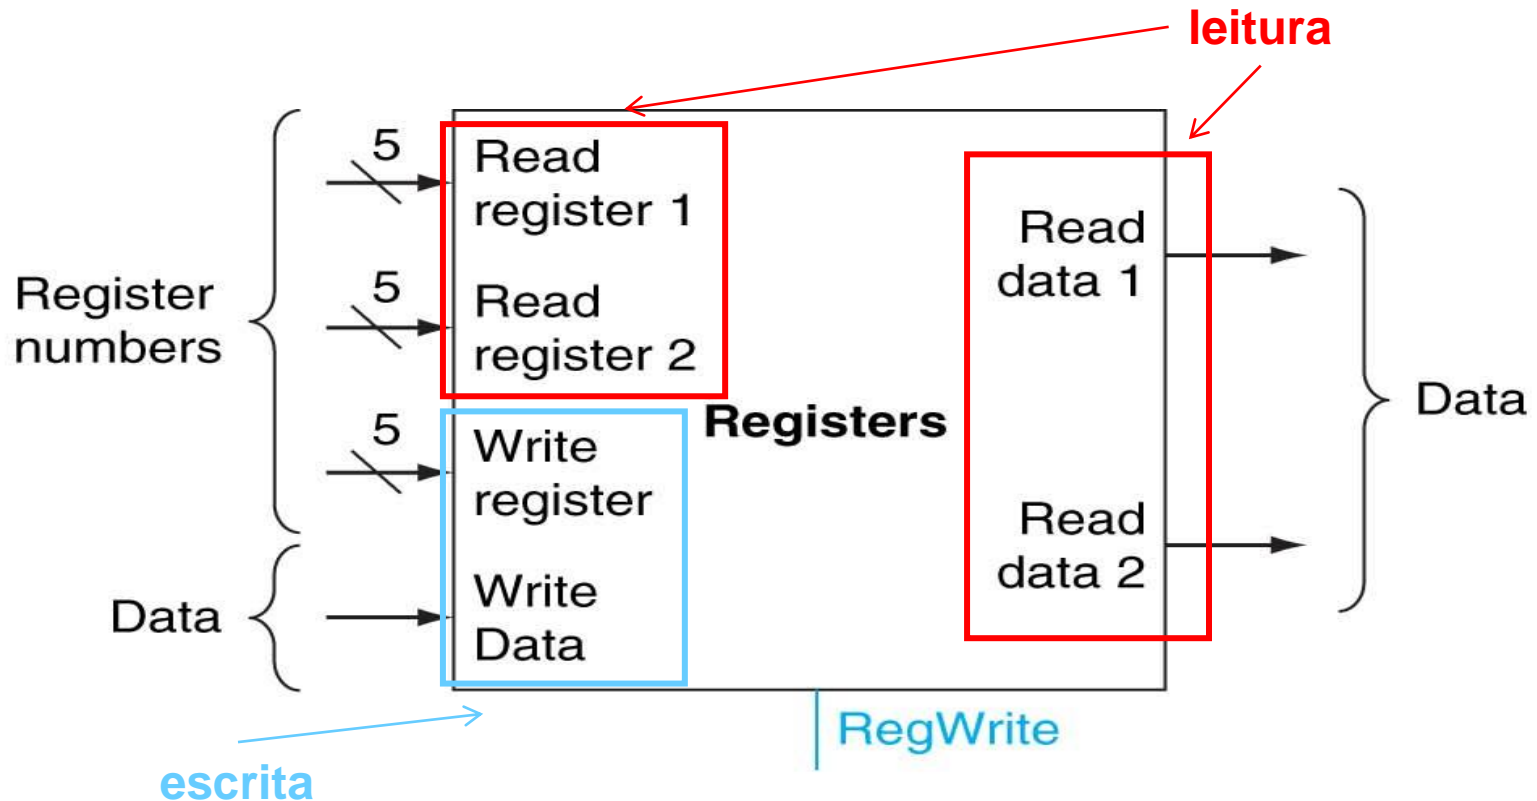 leitura
5
Read
register 1
5
Read
register 2
Register
numbers
5
Write
register
Registers
Read
data 1
Data
Read
data 2
Data
Write
Data
RegWrite
escrita